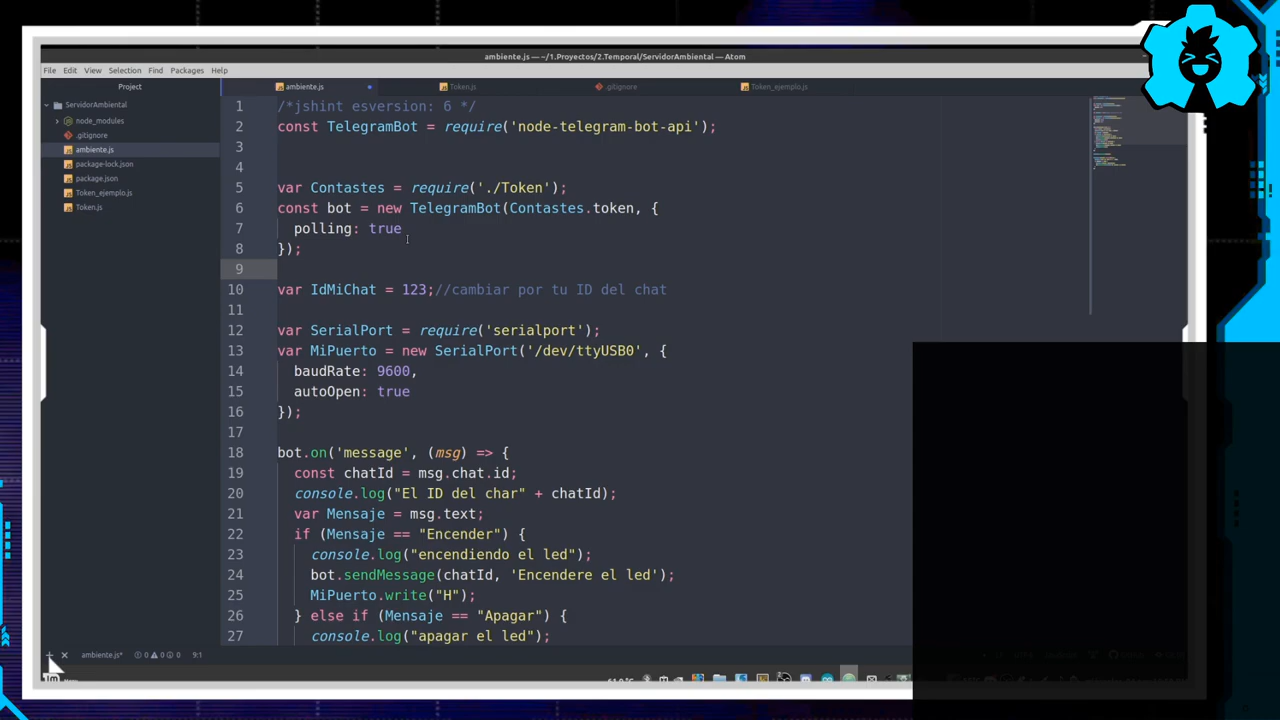 ambiente.js — ~/1.Proyectos/2.Temporal/ServidorAmbiental — Atom
File Edit View Selection Find Packages Help
Project
ambiente.js
Token.js
.gitignore
Token_ejemplo.js
ServidorAmbiental
node_modules
.gitignore
ambiente.js
package-lock.json
package.json
Token_ejemplo.js
Token.js
1 /*jshint esversion: 6 */
2 const TelegramBot = require('node-telegram-bot-api');
3
4
5 var Contastes = require('./Token');
6 const bot = new TelegramBot(Contastes.token, {
7 polling: true
8 });
9
10 var IdMiChat = 123;//cambiar por tu ID del chat
11
12 var SerialPort = require('serialport');
13 var MiPuerto = new SerialPort('/dev/ttyUSB0', {
14 baudRate: 9600,
15 autoOpen: true
16 });
17
18 bot.on('message', (msg) => {
19 const chatId = msg.chat.id;
20 console.log("El ID del char" + chatId);
21 var Mensaje = msg.text;
22 if (Mensaje == "Encender") {
23 console.log("encendiendo el led");
24 bot.sendMessage(chatId, 'Encendere el led');
25 MiPuerto.write("H");
26 } else if (Mensaje == "Apagar") {
27 console.log("apagar el led");
ambiente.js* 0 0 0 9:1